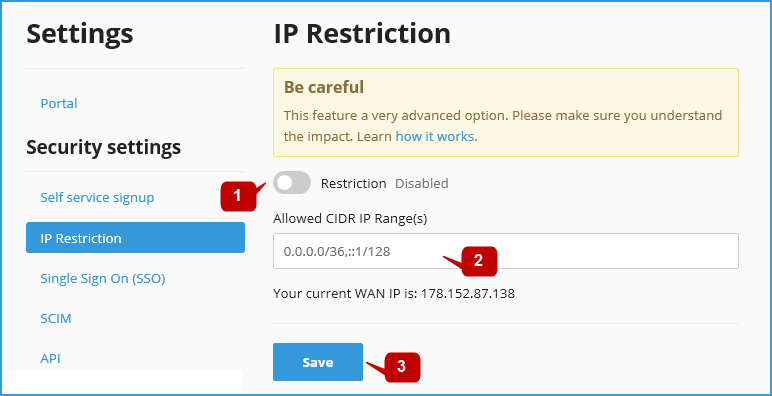 Settings
Portal
Security settings
Self service signup
IP Restriction
Single Sign On (SSO)
SCIM
API
IP Restriction
Be careful
This feature a very advanced option. Please make sure you understand
the impact. Learn how it works.
1
Restriction Disabled
Allowed CIDR IP Range(s)
0.0.0.0/36,::1/128
2
Your current WAN IP is: 178.152.87.138
Save
3